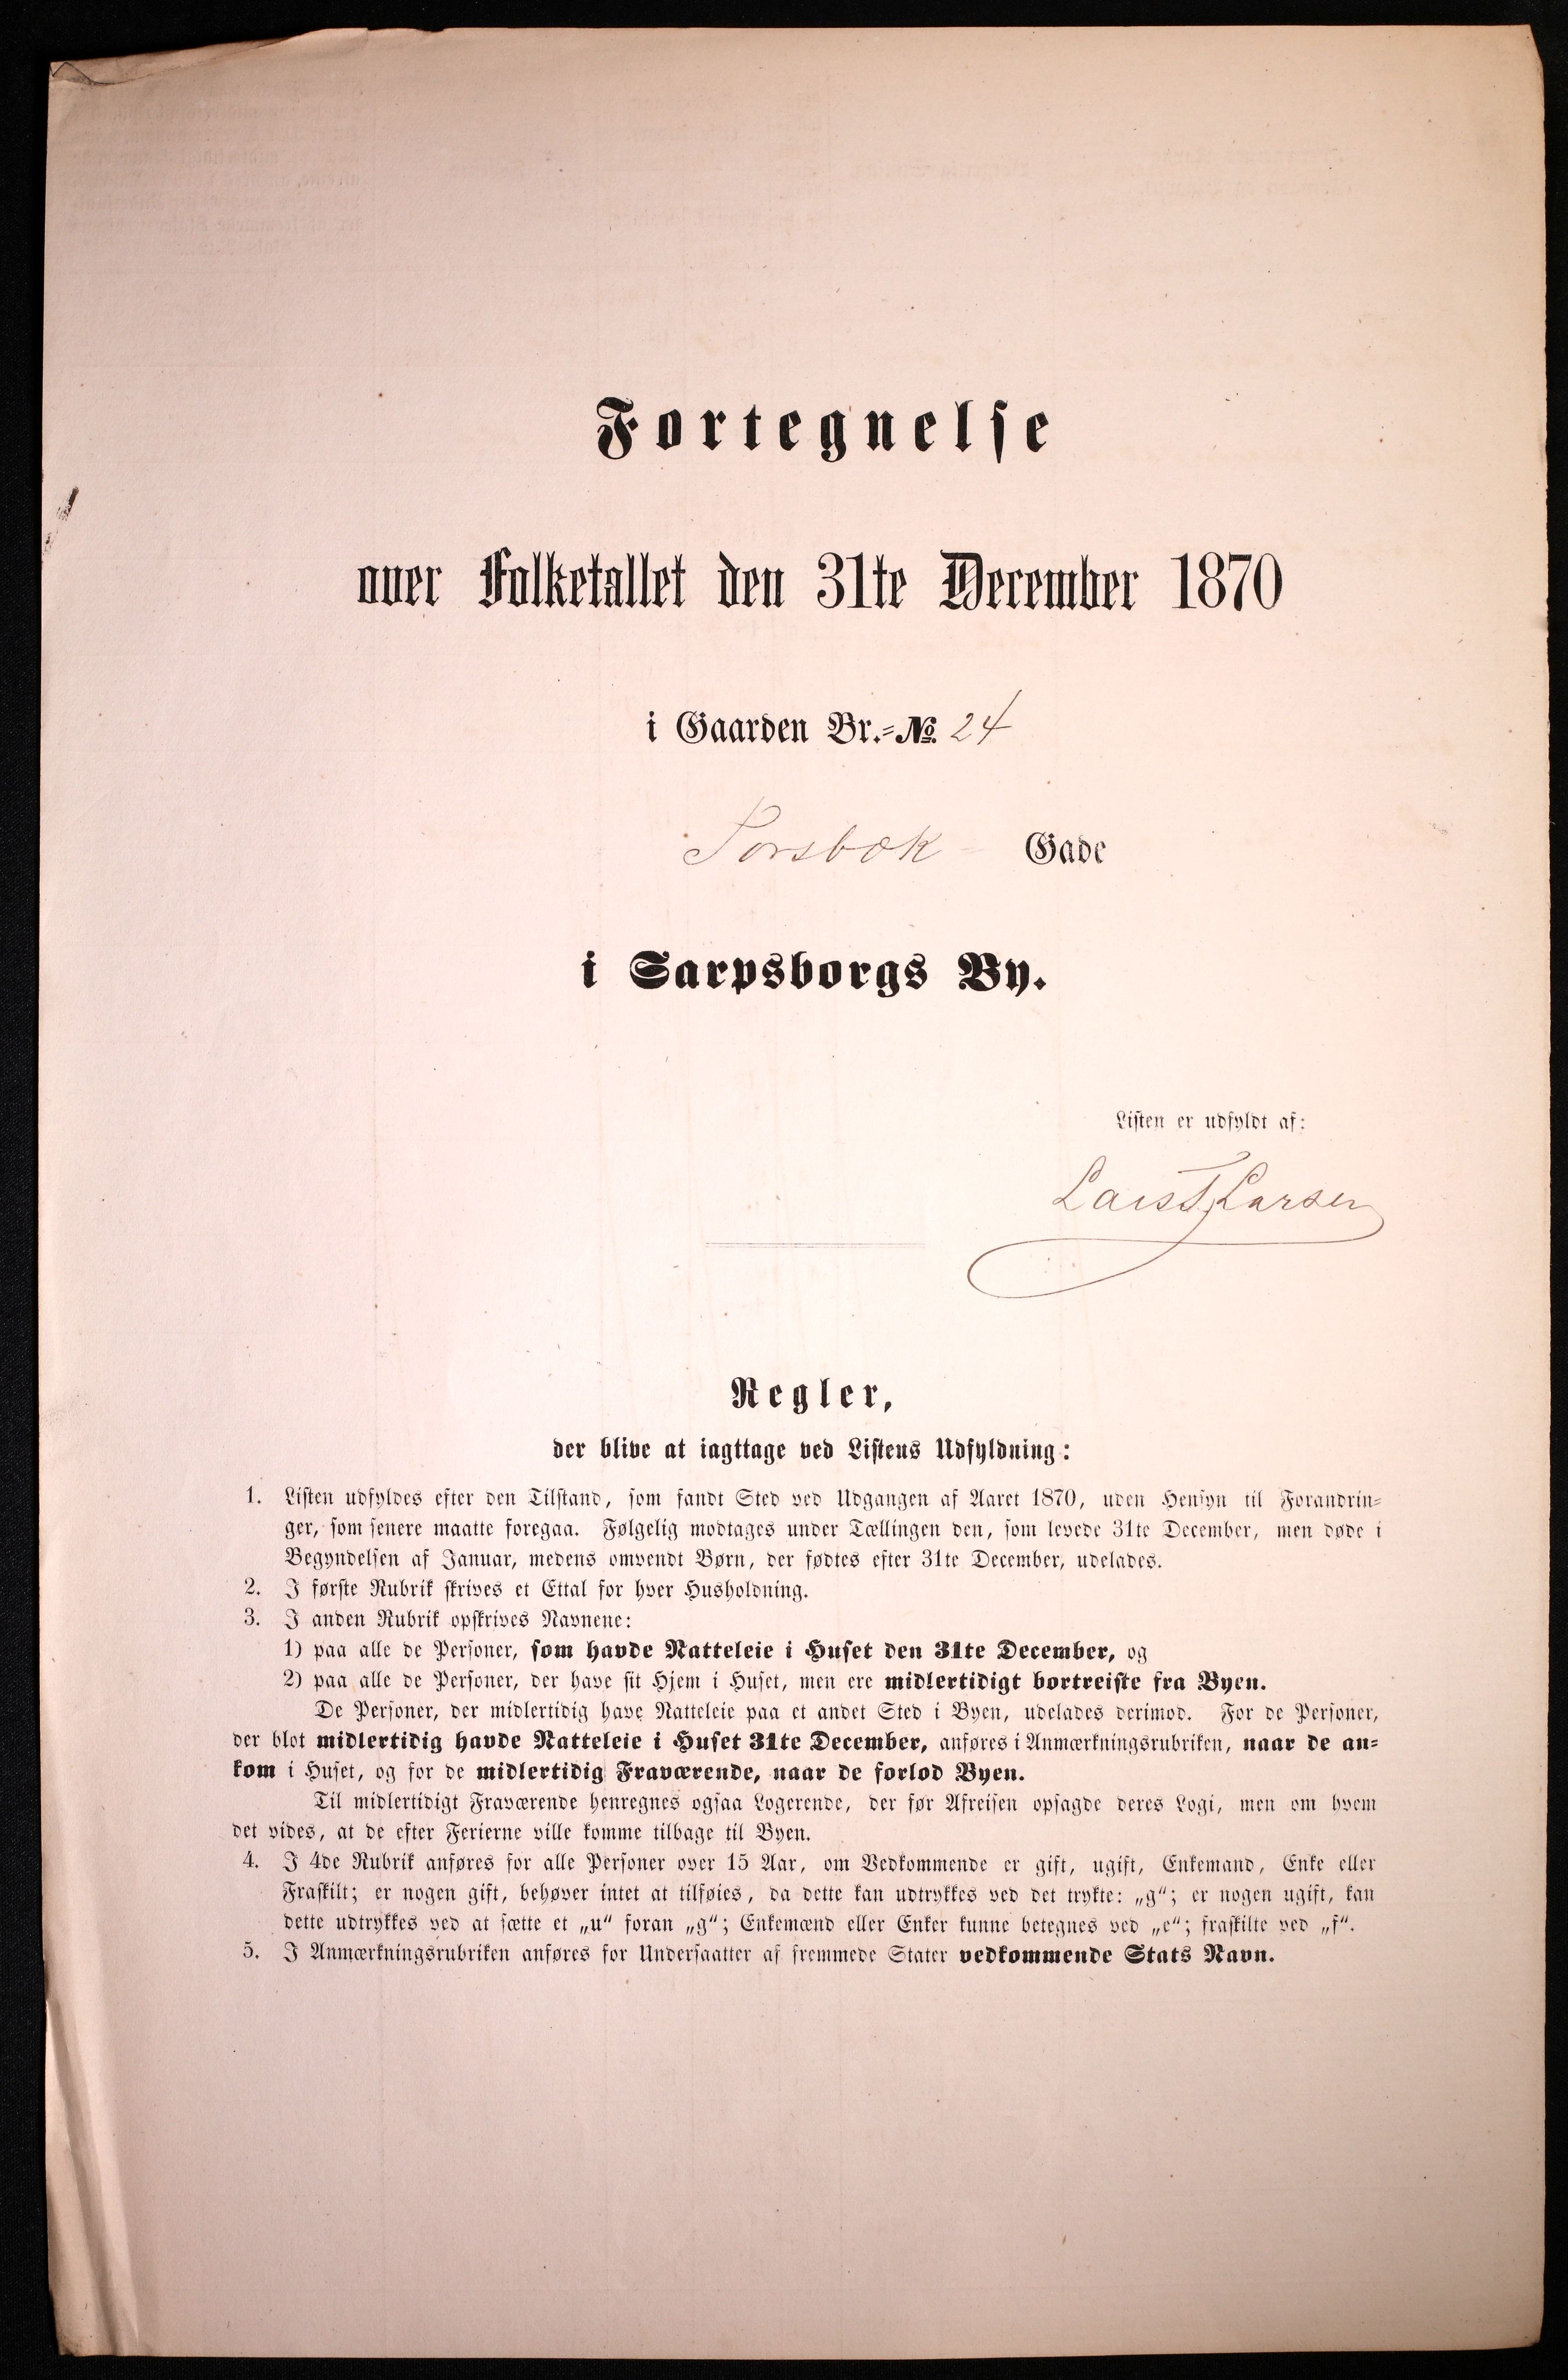 Fortegnelse
over Folketallet den 31te December 1870
i Gaarden Br.=No. 24
Torsbæk Gade
i Sarpsborgs By.
Listen er udfyldt af:
Lars T. Larsen
Regler,
der blive at iagttage ved Listens Udfyldning:
1. Listen udfyldes efter den Tilstand, som fandt Sted ved Udgangen af Aaret 1870, uden Hensyn til Forandrin=
ger, som senere maatte foregaa. Følgelig modtages under Tællingen den, som levede 31te December, men døde i
Begyndelsen af Januar, medens omvendt Børn, der fødtes efter 31te December, udelades.
2. I første Rubrik skrives et Ettal for hver Husholdning.
3. I anden Rubrik opskrives Navnene:
1) paa alle de Personer, som havde Natteleie i Huset den 31te December, og
2) paa alle de Personer, der have sit Hjem i Huset, men ere midlertidigt bortreiste fra Byen.
De Personer, der midlertidig have Natteleie paa et andet Sted i Byen, udelades derimod. For de Personer,
der blot midlertidig havde Natteleie i Huset 31te December, anføres i Anmærkningsrubriken, naar de an=
kom i Huset, og for de midlertidig Fraværende, naar de forlod Byen.
Til midlertidigt Fraværende henregnes ogsaa Logerende, der før Afreisen opsagde deres Logi, men om hvem
det vides, at de efter Ferierne ville komme tilbage til Byen.
4. I 4de Rubrik anføres for alle Personer over 15 Aar, om Vedkommende er gift, ugift, Enkemand, Enke eller
Fraskilt; er nogen gift, behøver intet at tilføies, da dette kan udtrykkes ved det trykte: „g“; er nogen ugift, kan
dette udtrykkes ved at sætte et „u“ foran „g“; Enkemænd eller Enker kunne betegnes ved „e“; fraskilte ved „f“.
5. I Anmærkningsrubriken anføres for Undersaatter af fremmede Stater vedkommende Stats Navn.